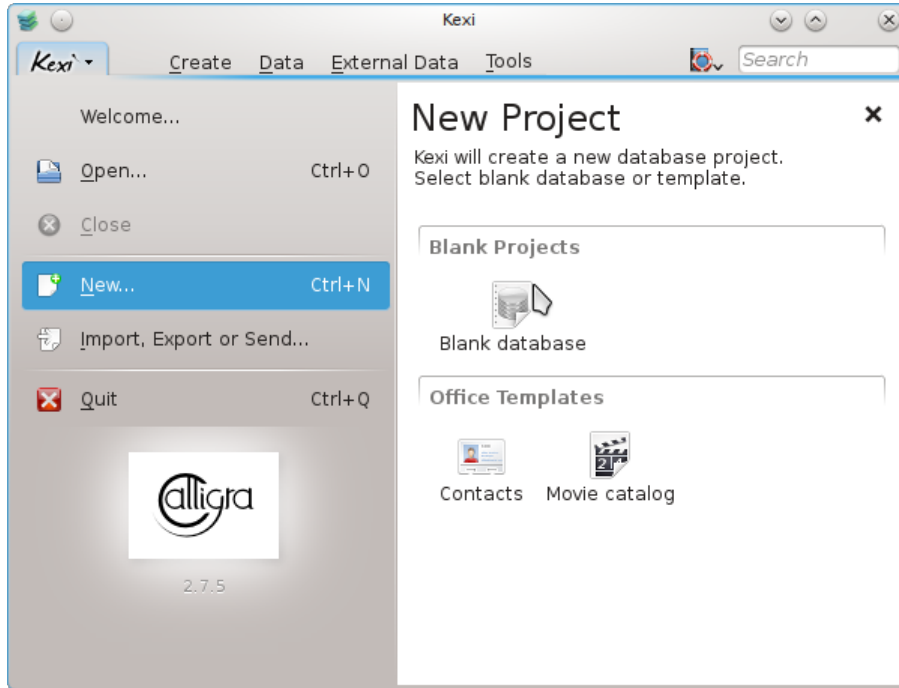 Kexi
Kexi Create Data External Data Tools Search
Welcome...
Open... Ctrl+O
Close
New... Ctrl+N
Import, Export or Send...
Quit Ctrl+Q
Calligra
2.7.5
New Project
Kexi will create a new database project.
Select blank database or template.
Blank Projects
Blank database
Office Templates
Contacts Movie catalog